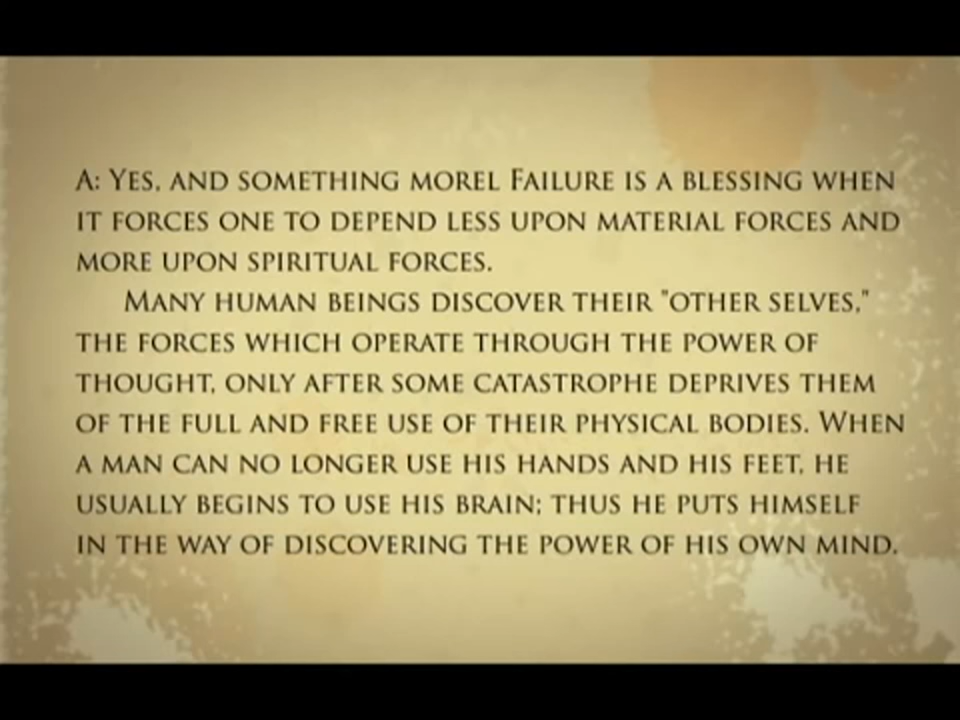 A: Yes, and something morel Failure is a blessing when
it forces one to depend less upon material forces and
more upon spiritual forces.
Many human beings discover their "other selves,"
the forces which operate through the power of
thought, only after some catastrophe deprives them
of the full and free use of their physical bodies. When
a man can no longer use his hands and his feet, he
usually begins to use his brain; thus he puts himself
in the way of discovering the power of his own mind.